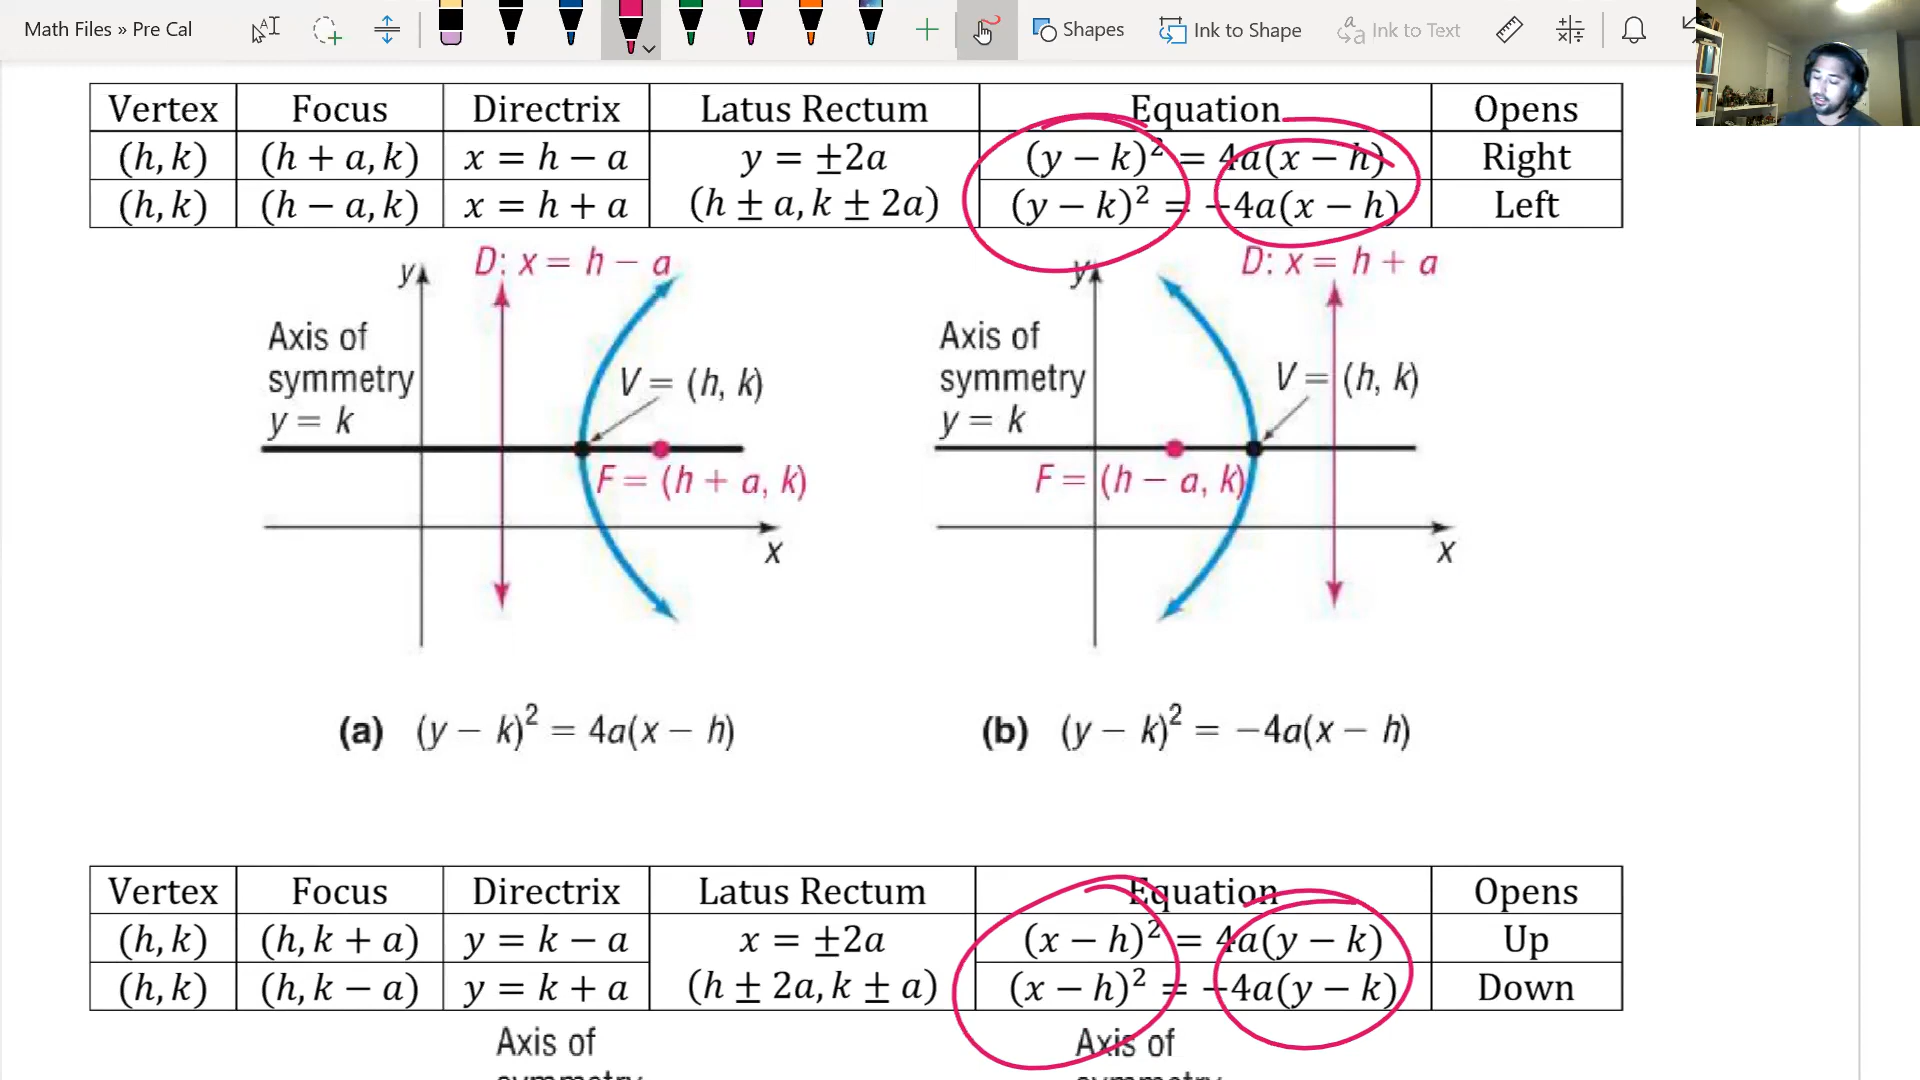 Math Files » Pre Cal
Shapes Ink to Shape Ink to Text
Vertex Focus Directrix Latus Rectum Equation Opens
(h, k) (h + a, k) x = h − a y = ±2a (y − k)² = 4a(x − h) Right
(h, k) (h − a, k) x = h + a (h ± a, k ± 2a) (y − k)² = −4a(x − h) Left
y D: x = h − a
Axis of
symmetry
y = k
V = (h, k)
F = (h + a, k)
x
(a) (y − k)² = 4a(x − h)
y D: x = h + a
Axis of
symmetry
y = k
V = (h, k)
F = (h − a, k)
x
(b) (y − k)² = −4a(x − h)
Vertex Focus Directrix Latus Rectum Equation Opens
(h, k) (h, k + a) y = k − a x = ±2a (x − h)² = 4a(y − k) Up
(h, k) (h, k − a) y = k + a (h ± 2a, k ± a) (x − h)² = −4a(y − k) Down
Axis of
symmetry
Axis of
symmetry